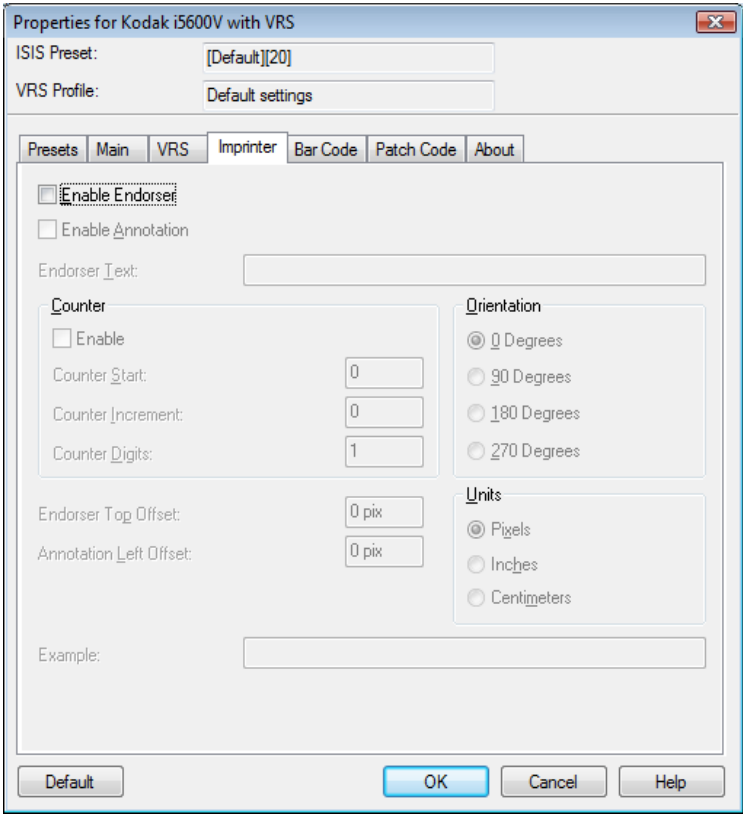 Properties for Kodak i5600V with VRS
ISIS Preset: [Default][20]
VRS Profile: Default settings
Presets Main VRS Imprinter Bar Code Patch Code About
Enable Endorser
Enable Annotation
Endorser Text:
Counter
Enable
Counter Start: 0
Counter Increment: 0
Counter Digits: 1
Orientation
0 Degrees
90 Degrees
180 Degrees
270 Degrees
Endorser Top Offset: 0 pix
Annotation Left Offset: 0 pix
Units
Pixels
Inches
Centimeters
Example:
Default OK Cancel Help